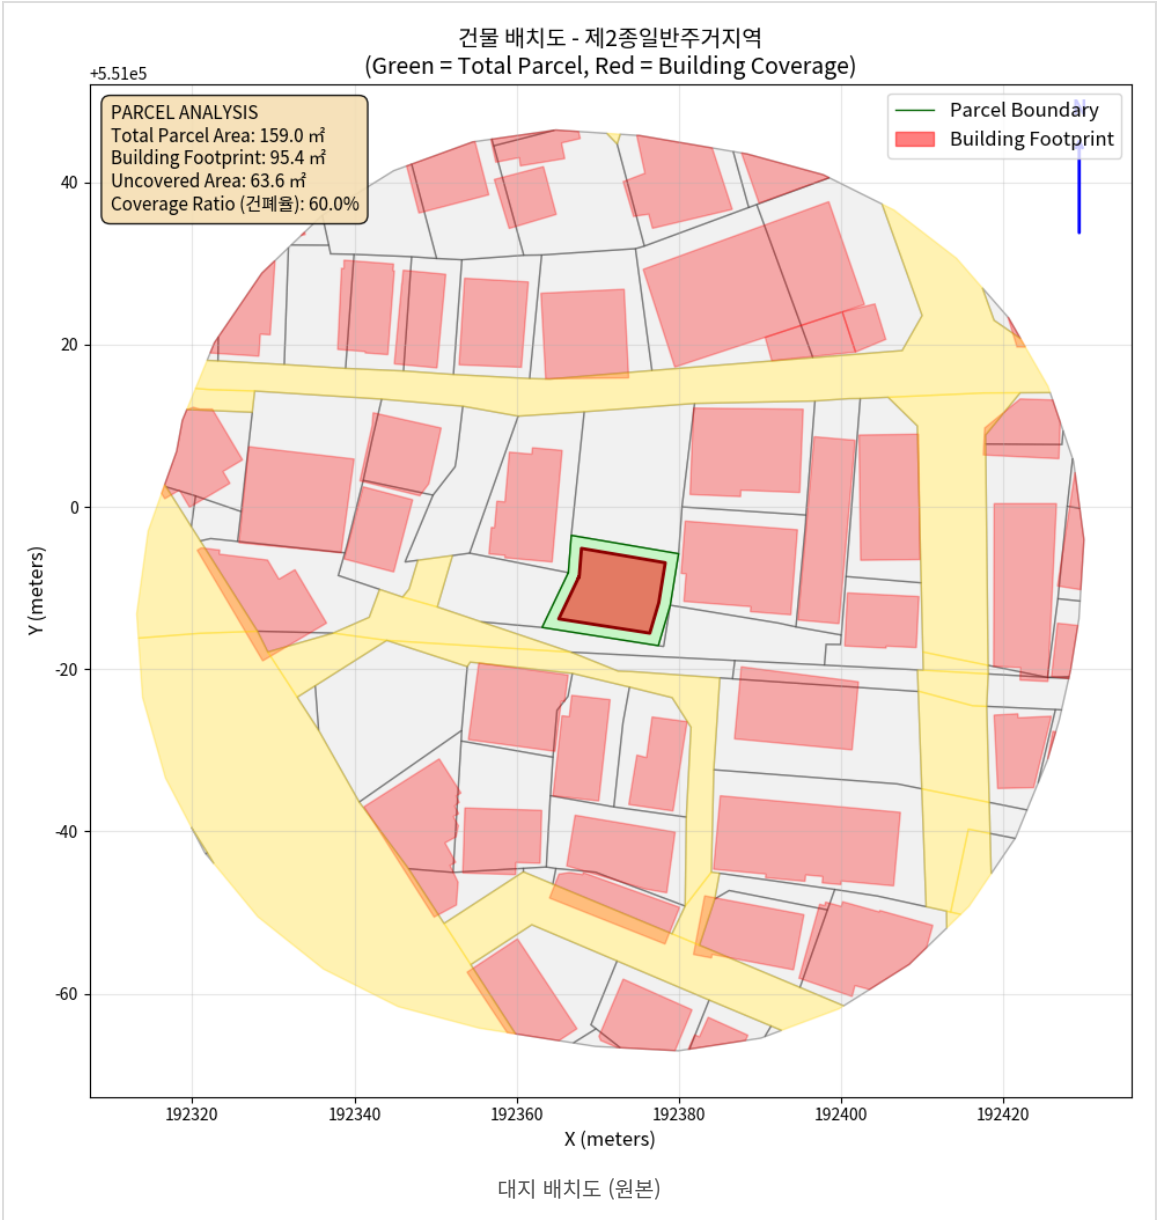 건물 배치도 - 제2종일반주거지역
(Green = Total Parcel, Red = Building Coverage)
+5.51e5
PARCEL ANALYSIS
Total Parcel Area: 159.0 ㎡
Building Footprint: 95.4 ㎡
Uncovered Area: 63.6 ㎡
Coverage Ratio (건폐율): 60.0%
Parcel Boundary
Building Footprint
N
40
20
0
-20
-40
-60
Y (meters)
192320
192340
192360
192380
192400
192420
X (meters)
대지 배치도 (원본)